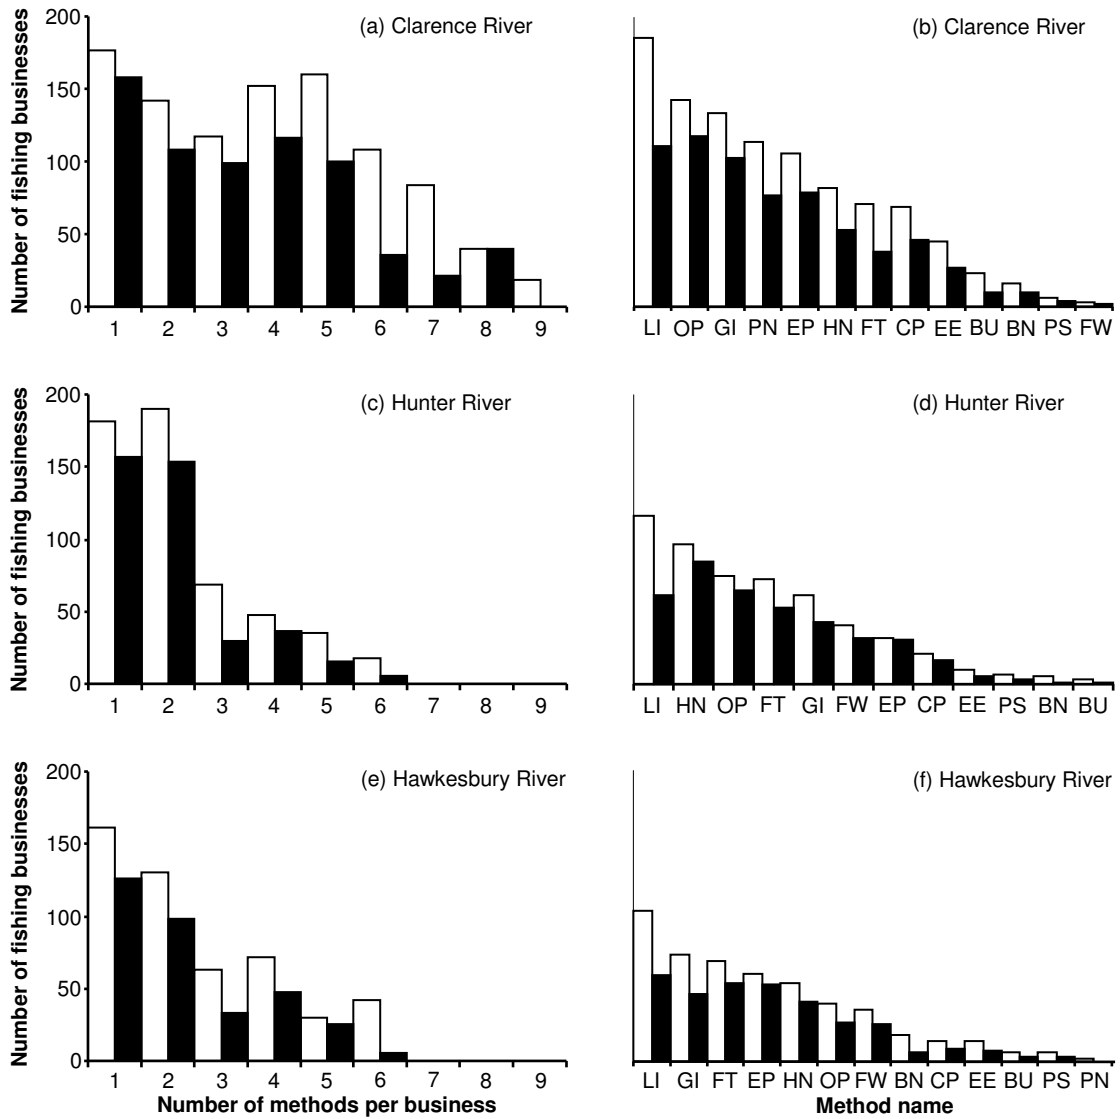 (a) Clarence River
Number of fishing businesses
200
150
100
50
0
1 2 3 4 5 6 7 8 9
(b) Clarence River
LI OP GI PN EP HN FT CP EE BU BN PS FW
(c) Hunter River
Number of fishing businesses
200
150
100
50
0
1 2 3 4 5 6 7 8 9
(d) Hunter River
LI HN OP FT GI FW EP CP EE PS BN BU
(e) Hawkesbury River
Number of fishing businesses
200
150
100
50
0
1 2 3 4 5 6 7 8 9
Number of methods per business
(f) Hawkesbury River
LI GI FT EP HN OP FW BN CP EE BU PS PN
Method name